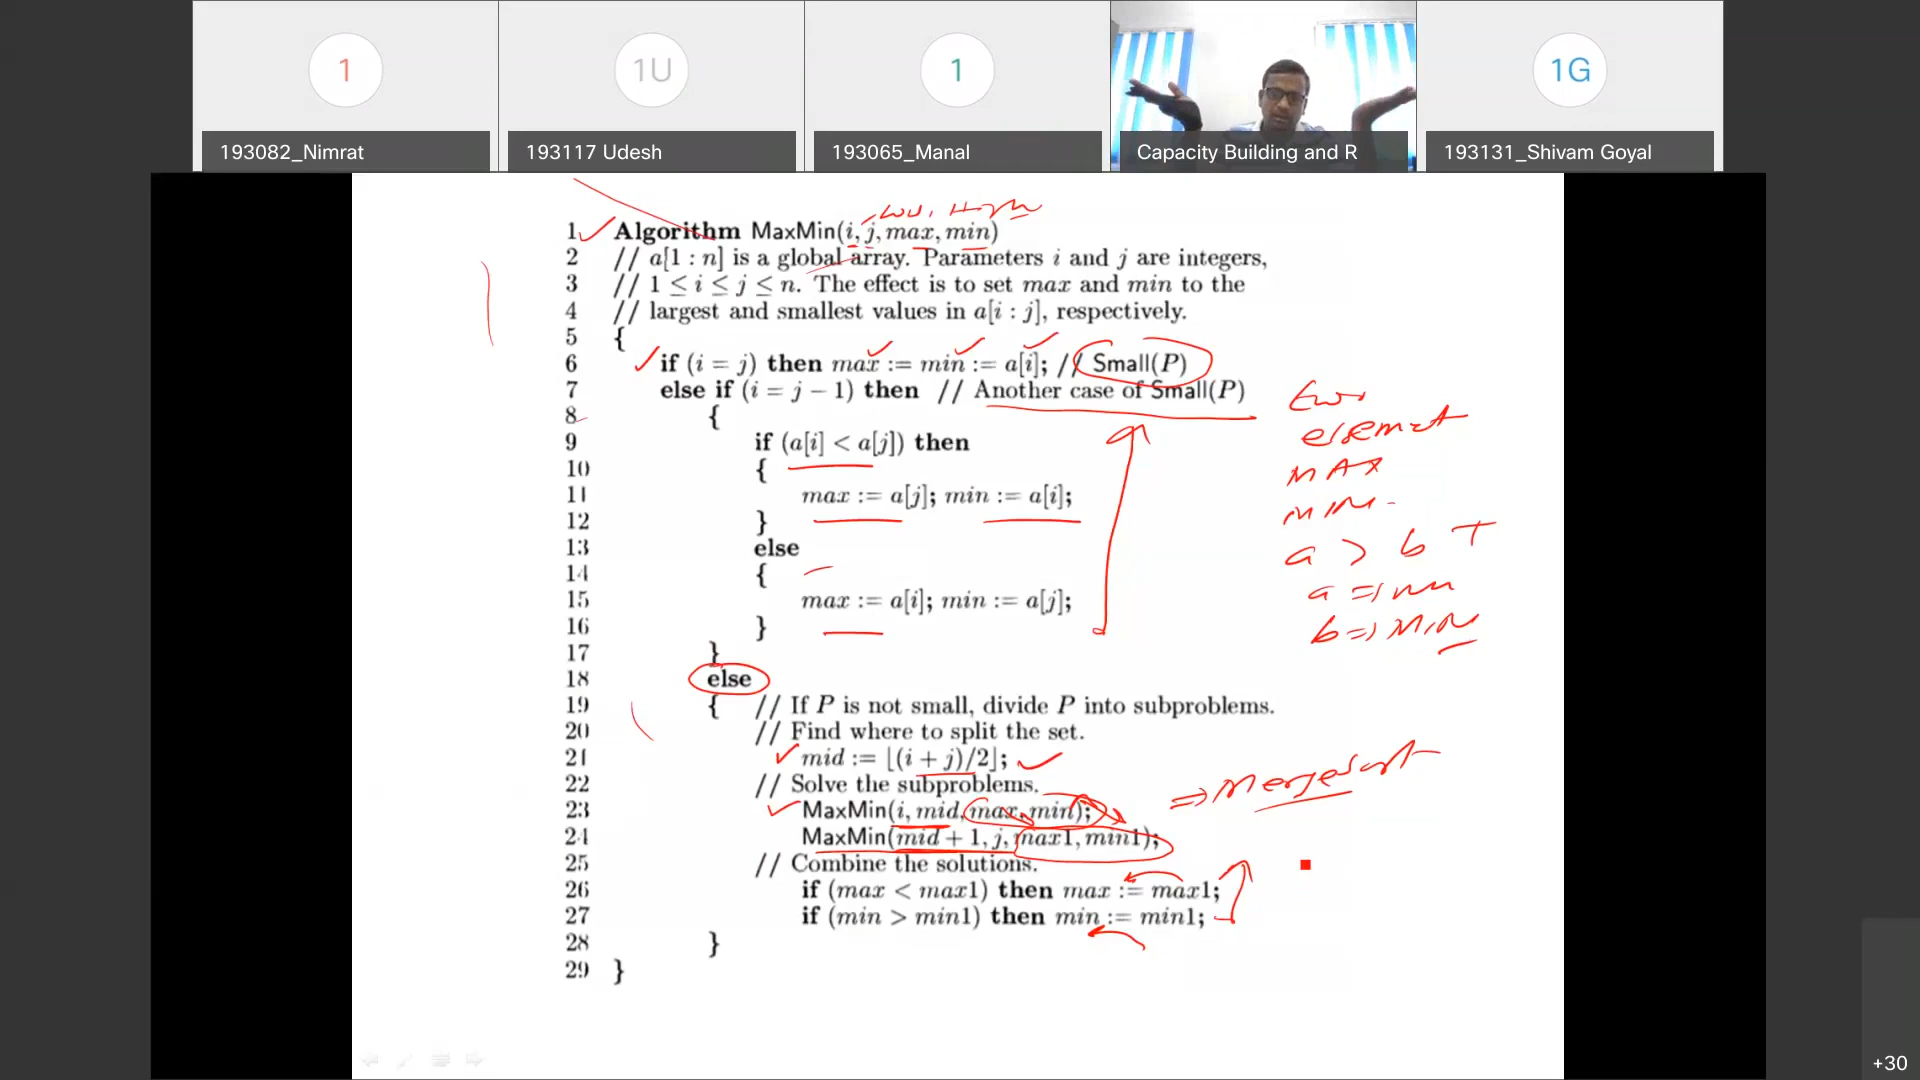 1
1U
1
1G
193082_Nimrat
193117 Udesh
193065_Manal
Capacity Building and R
193131_Shivam Goyal
Low, High
1 Algorithm MaxMin(i, j, max, min)
2 // a[1 : n] is a global array. Parameters i and j are integers,
3 // 1 ≤ i ≤ j ≤ n. The effect is to set max and min to the
4 // largest and smallest values in a[i : j], respectively.
5 {
6 if (i = j) then max := min := a[i]; // Small(P)
7 else if (i = j − 1) then // Another case of Small(P)
8 {
9 if (a[i] < a[j]) then
10 {
11 max := a[j]; min := a[i];
12 }
13 else
14 {
15 max := a[i]; min := a[j];
16 }
17 }
18 else
19 { // If P is not small, divide P into subproblems.
20 // Find where to split the set.
21 mid := ⌊(i + j)/2⌋;
22 // Solve the subproblems.
23 MaxMin(i, mid, max, min);
24 MaxMin(mid + 1, j, max1, min1);
25 // Combine the solutions.
26 if (max < max1) then max := max1;
27 if (min > min1) then min := min1;
28 }
29 }
element
MAX
MIN
a > b T
b => MIN
=> Mergesort
+30